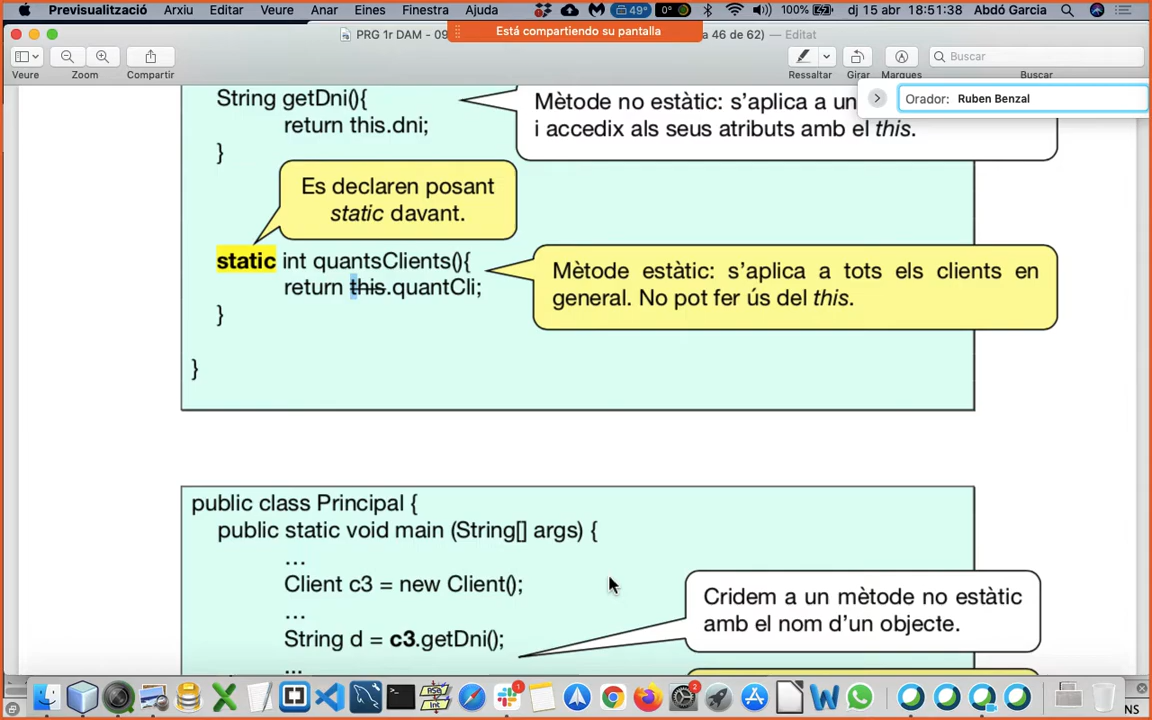 Previsualització Arxiu Editar Veure Anar Eines Finestra Ajuda 49° 0° 100% dj 15 abr 18:51:38 Abdó Garcia
PRG 1r DAM - 09
Está compartiendo su pantalla
a 46 de 62) — Editat
Veure Zoom Compartir Ressaltar Girar Marques Buscar
Buscar
Orador: Ruben Benzal
String getDni(){
return this.dni;
}
Mètode no estàtic: s’aplica a un
i accedix als seus atributs amb el this.
Es declaren posant
static davant.
static int quantsClients(){
return this.quantCli;
}
Mètode estàtic: s’aplica a tots els clients en
general. No pot fer ús del this.
}
public class Principal {
public static void main (String[] args) {
...
Client c3 = new Client();
...
String d = c3.getDni();
...
Cridem a un mètode no estàtic
amb el nom d’un objecte.
NS